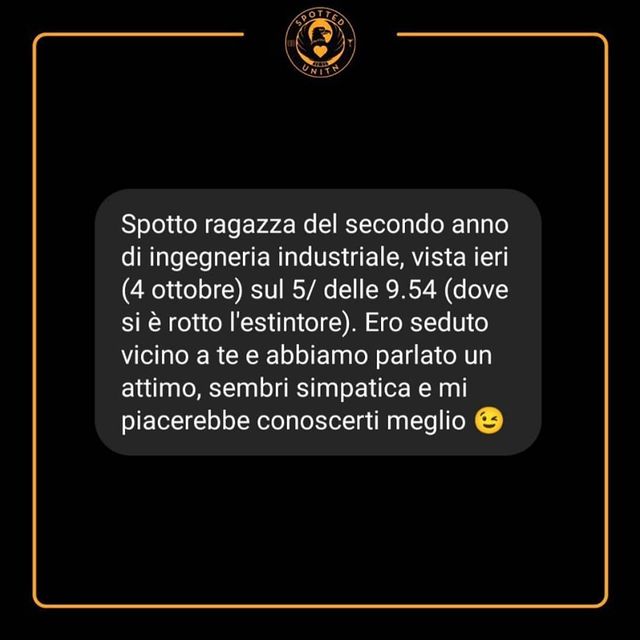 SPOTTED
UNITN
Spotto ragazza del secondo anno
di ingegneria industriale, vista ieri
(4 ottobre) sul 5/ delle 9.54 (dove
si è rotto l'estintore). Ero seduto
vicino a te e abbiamo parlato un
attimo, sembri simpatica e mi
piacerebbe conoscerti meglio 😉